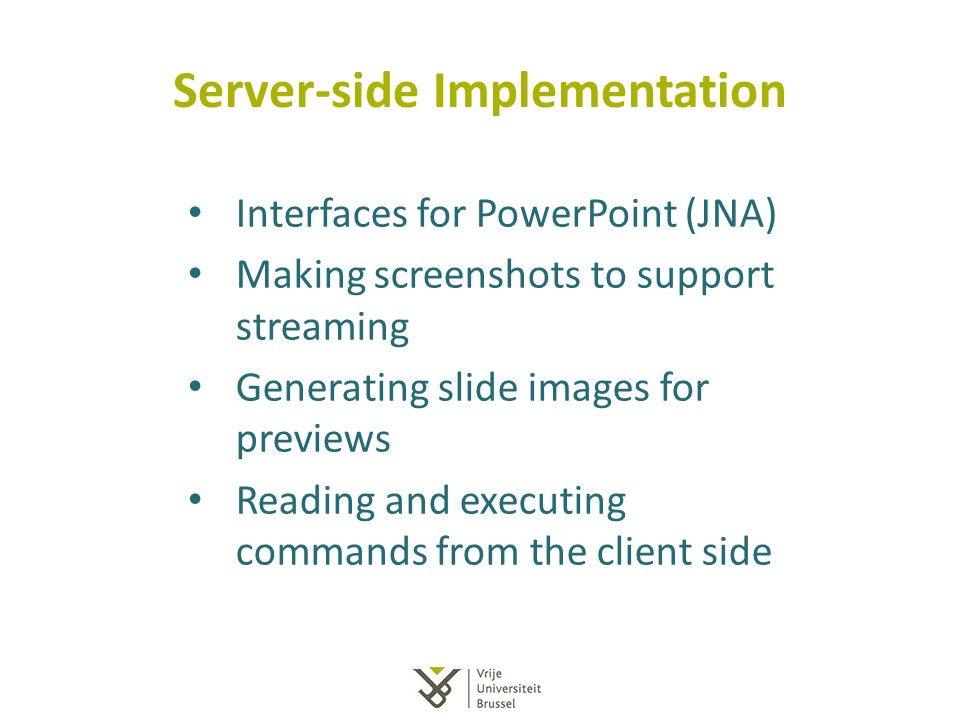 Server-side Implementation
• Interfaces for PowerPoint (JNA)
• Making screenshots to support
streaming
• Generating slide images for
previews
• Reading and executing
commands from the client side
Vrije
Universiteit
Brussel